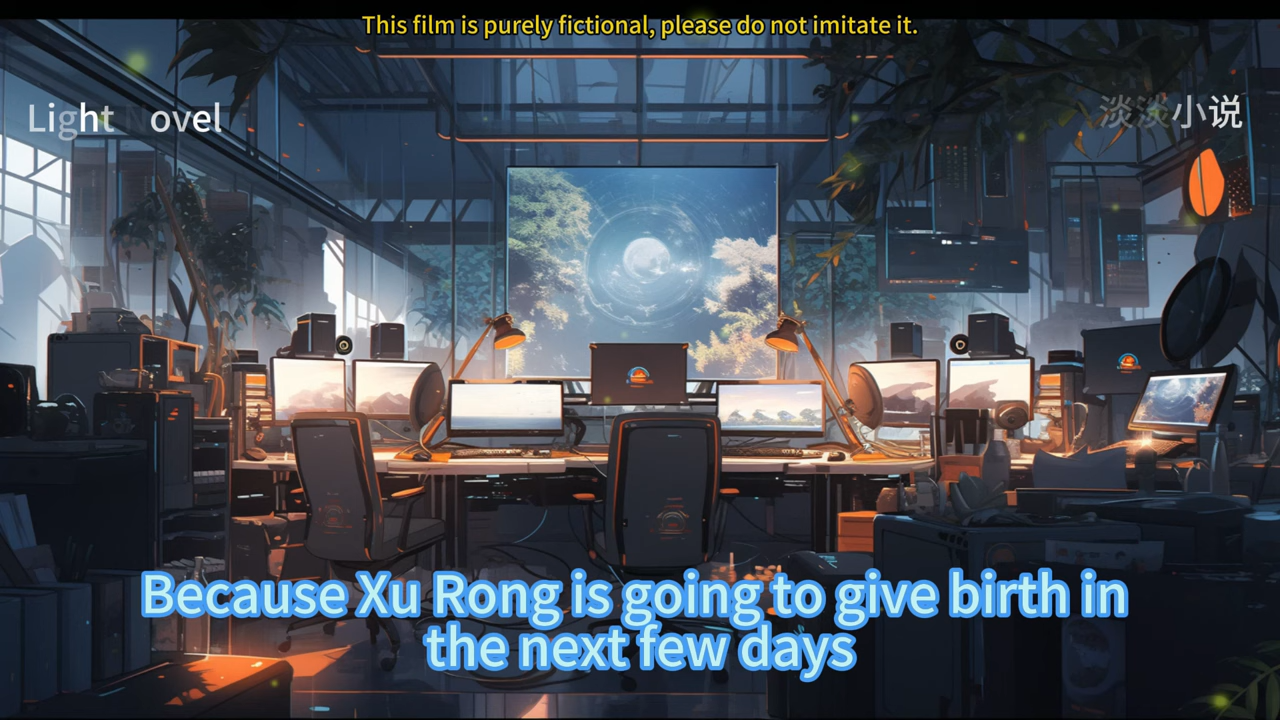 This film is purely fictional, please do not imitate it.
Light Novel
淡淡小说
Because Xu Rong is going to give birth in
the next few days